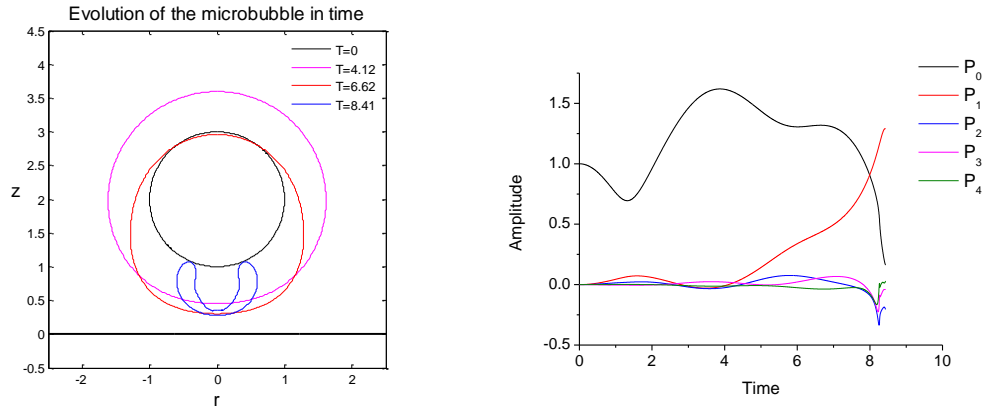 Evolution of the microbubble in time
4.5
4
3.5
3
2.5
2
1.5
1
0.5
0
-0.5
z
-2
-1
0
1
2
r
T=0
T=4.12
T=6.62
T=8.41
Amplitude
1.5
1.0
0.5
0.0
-0.5
0
2
4
6
8
10
Time
P₀
P₁
P₂
P₃
P₄